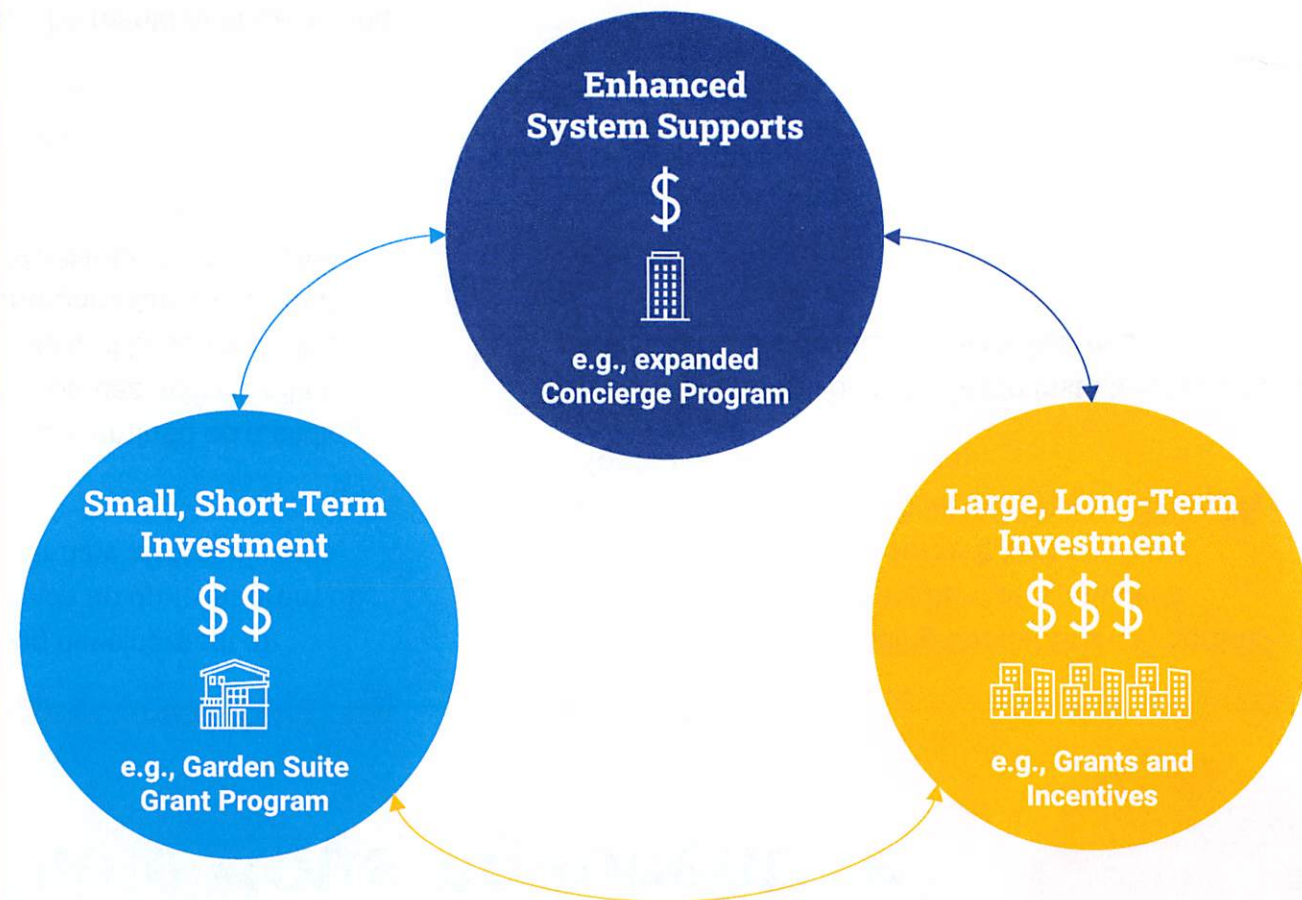 Enhanced
System Supports
$
e.g., expanded
Concierge Program
Small, Short-Term
Investment
$$
e.g., Garden Suite
Grant Program
Large, Long-Term
Investment
$$$
e.g., Grants and
Incentives